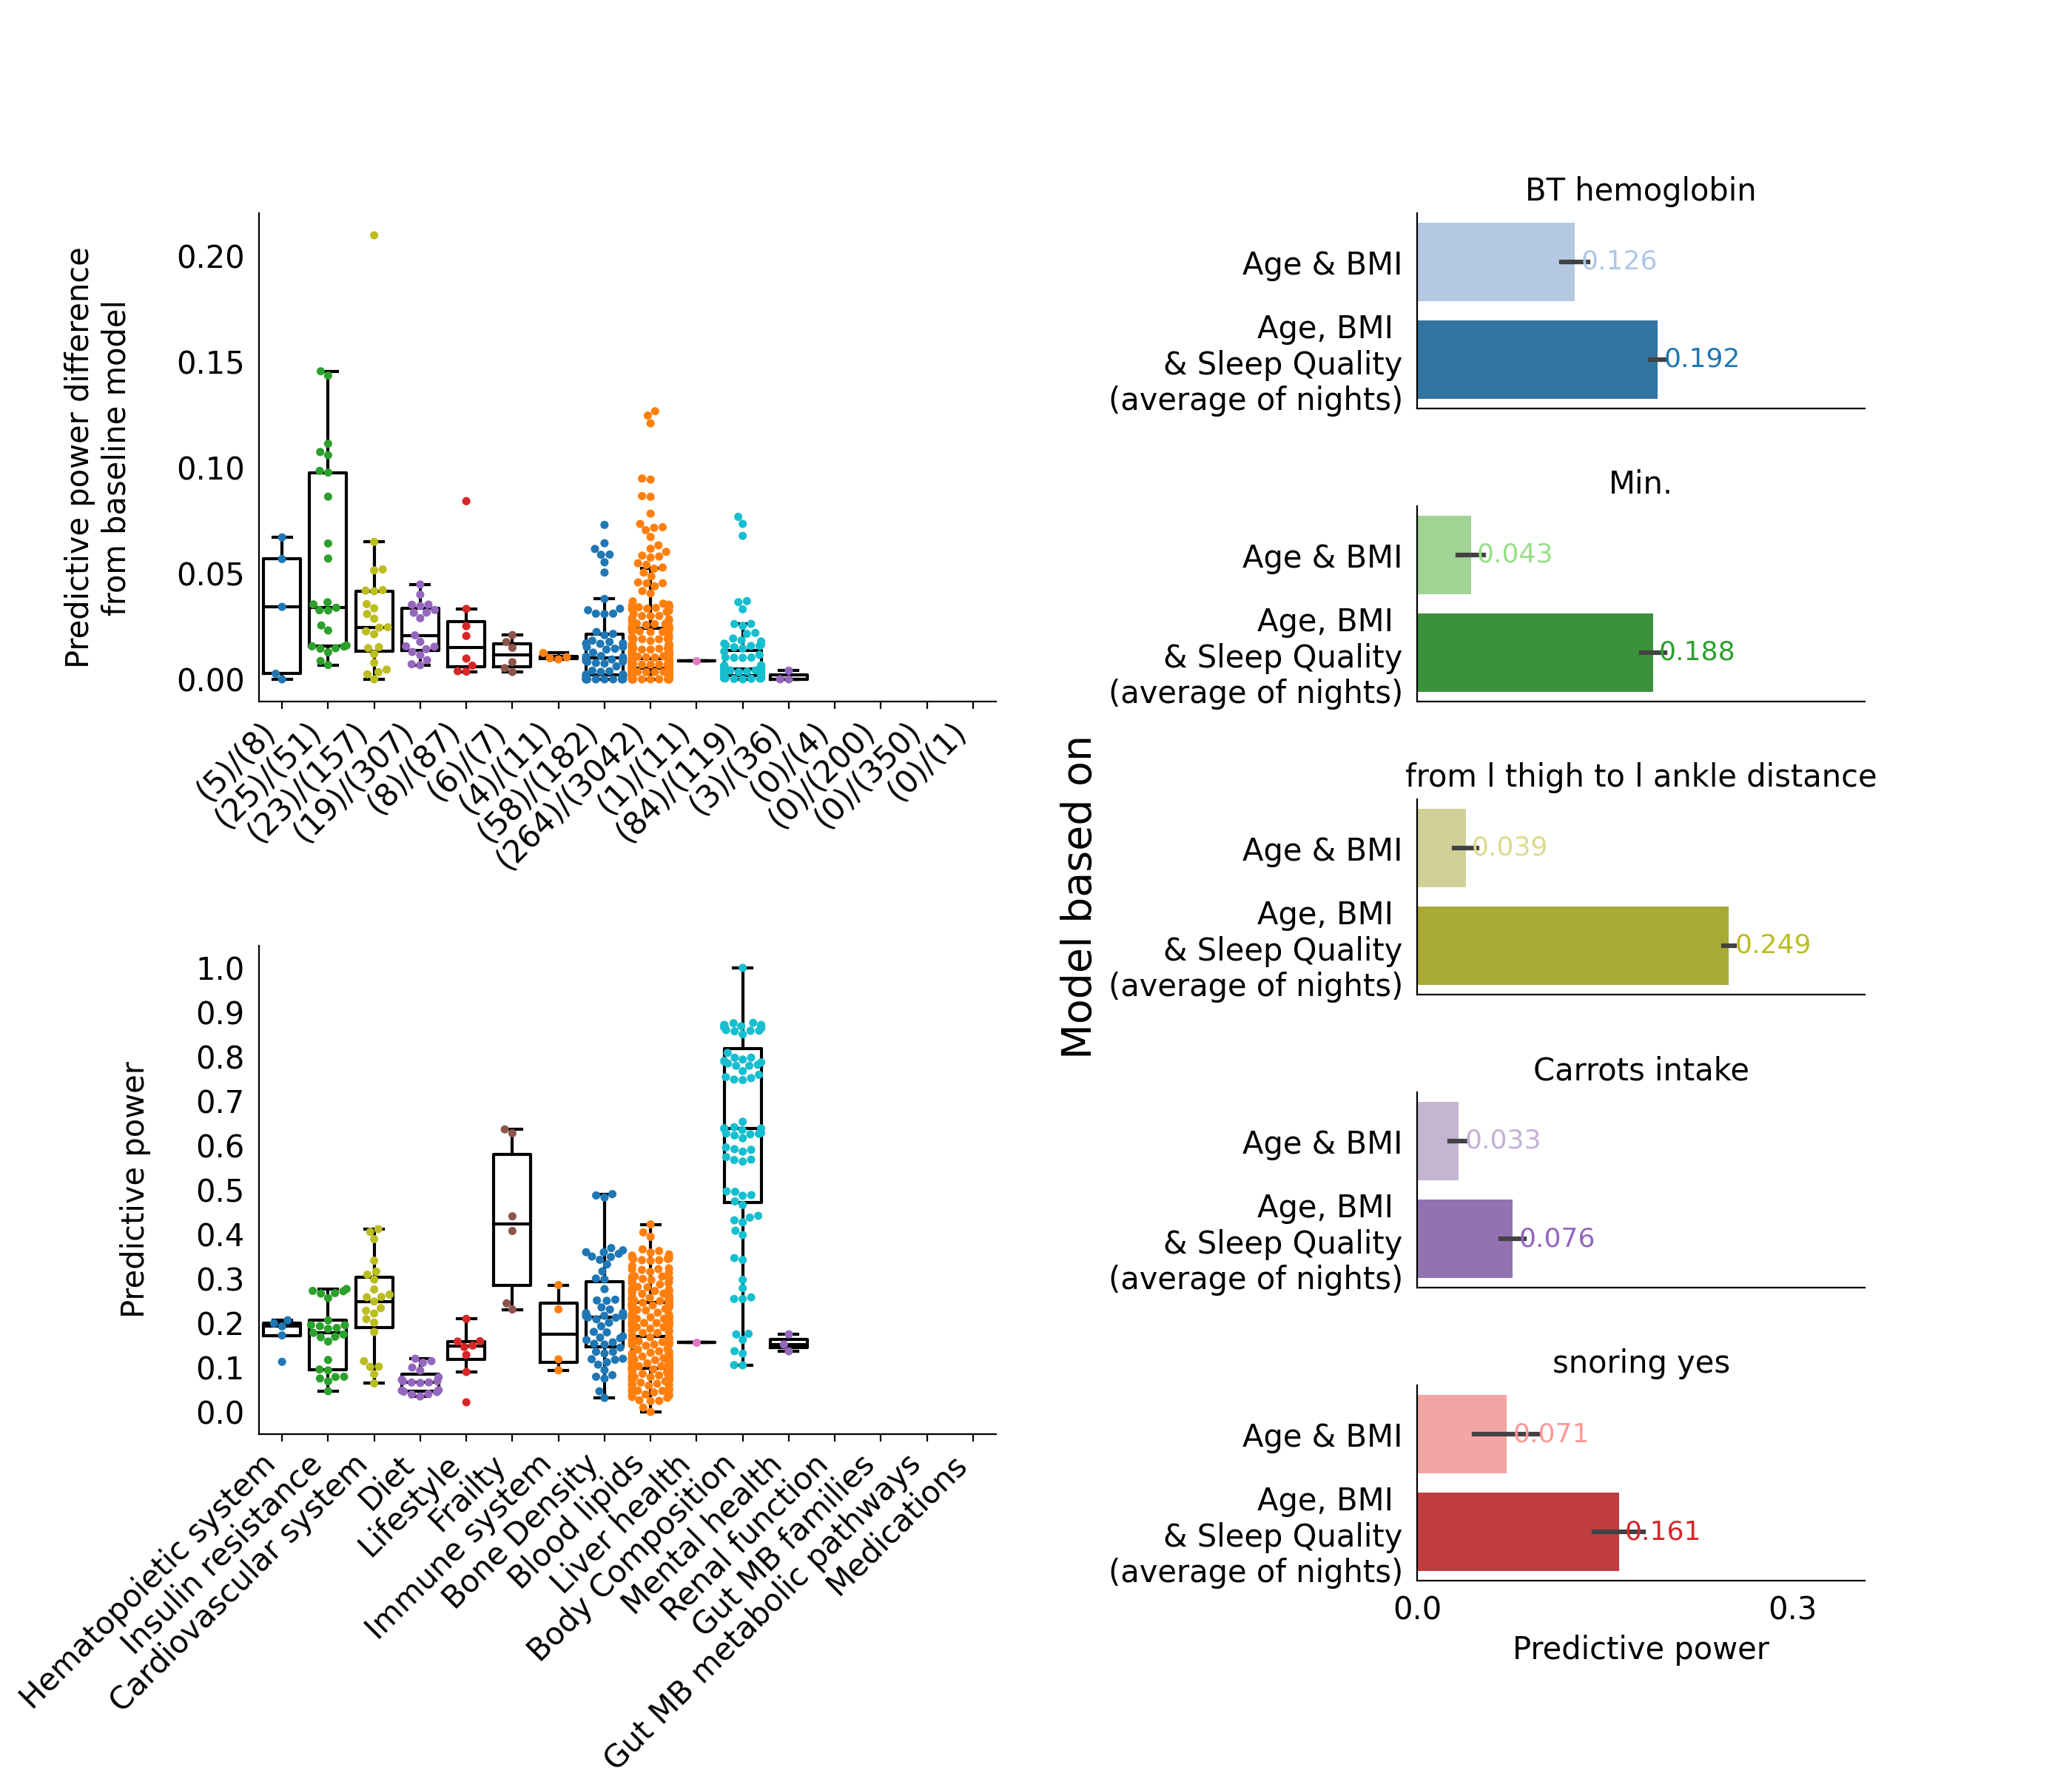 Predictive power difference
from baseline model
0.20
0.15
0.10
0.05
0.00
(5)/(8)
(25)/(51)
(23)/(157)
(19)/(307)
(8)/(87)
(6)/(7)
(4)/(11)
(58)/(182)
(264)/(3042)
(1)/(11)
(84)/(119)
(3)/(36)
(0)/(4)
(0)/(200)
(0)/(350)
(0)/(1)
Predictive power
1.0
0.9
0.8
0.7
0.6
0.5
0.4
0.3
0.2
0.1
0.0
Hematopoietic system
Insulin resistance
Cardiovascular system
Diet
Lifestyle
Frailty
Immune system
Bone Density
Blood lipids
Liver health
Body Composition
Mental health
Renal function
Gut MB families
Gut MB metabolic pathways
Medications
Model based on
BT hemoglobin
Age & BMI
0.126
Age, BMI
& Sleep Quality
(average of nights)
0.192
Min.
Age & BMI
0.043
Age, BMI
& Sleep Quality
(average of nights)
0.188
from l thigh to l ankle distance
Age & BMI
0.039
Age, BMI
& Sleep Quality
(average of nights)
0.249
Carrots intake
Age & BMI
0.033
Age, BMI
& Sleep Quality
(average of nights)
0.076
snoring yes
Age & BMI
0.071
Age, BMI
& Sleep Quality
(average of nights)
0.161
0.0
0.3
Predictive power